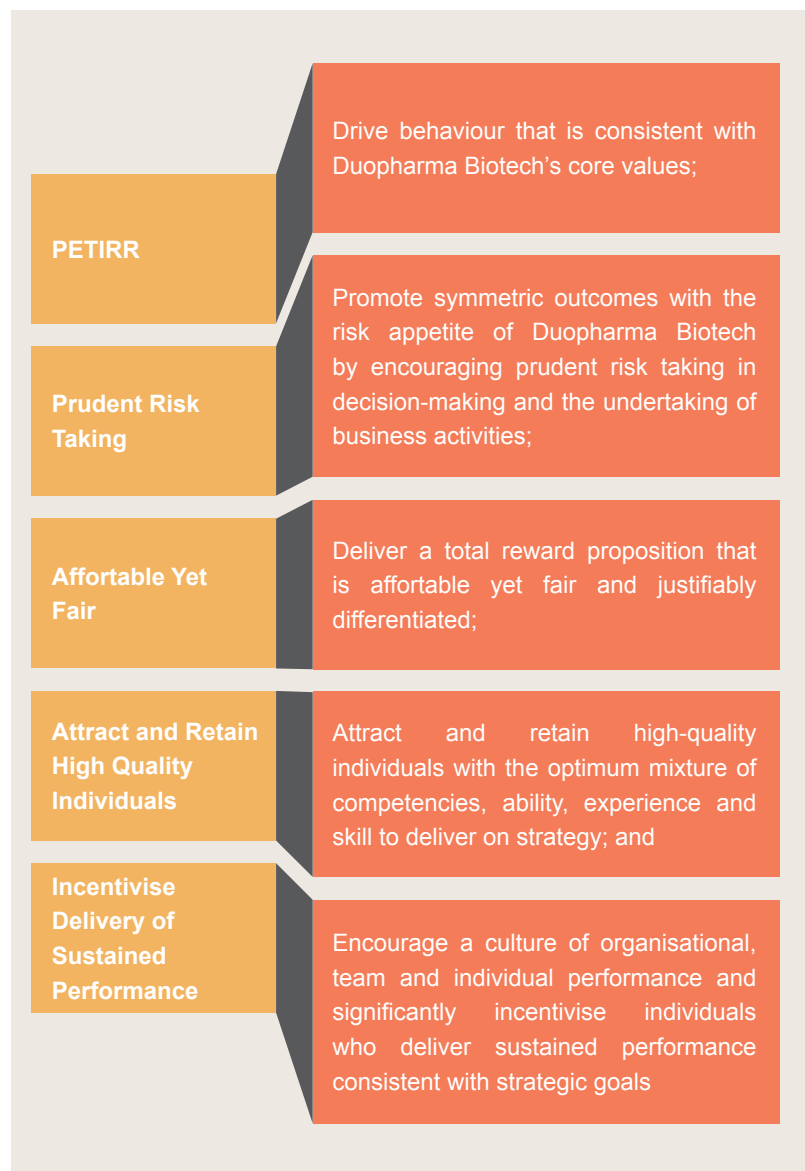 PETIRR
Drive behaviour that is consistent with
Duopharma Biotech’s core values;
Prudent Risk
Taking
Promote symmetric outcomes with the
risk appetite of Duopharma Biotech
by encouraging prudent risk taking in
decision-making and the undertaking of
business activities;
Affortable Yet
Fair
Deliver a total reward proposition that
is affortable yet fair and justifiably
differentiated;
Attract and Retain
High Quality
Individuals
Attract and retain high-quality
individuals with the optimum mixture of
competencies, ability, experience and
skill to deliver on strategy; and
Incentivise
Delivery of
Sustained
Performance
Encourage a culture of organisational,
team and individual performance and
significantly incentivise individuals
who deliver sustained performance
consistent with strategic goals